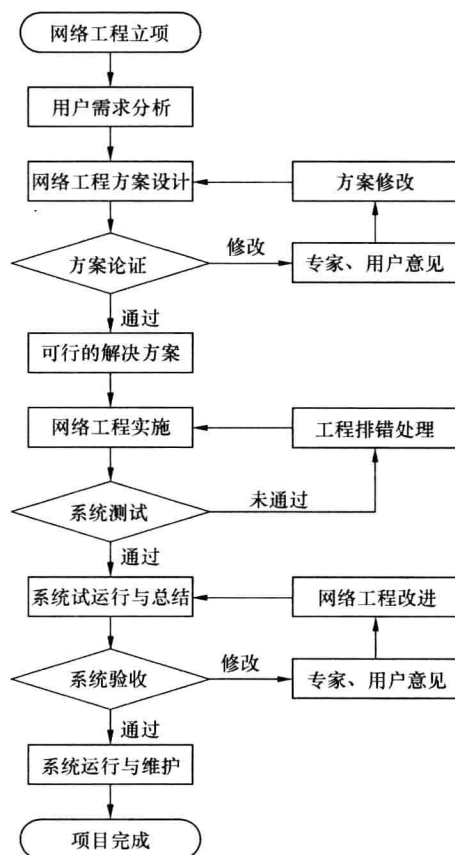 网络工程立项
用户需求分析
网络工程方案设计
方案修改
方案论证
修改
专家、用户意见
通过
可行的解决方案
网络工程实施
工程排错处理
系统测试
未通过
通过
系统试运行与总结
网络工程改进
系统验收
修改
专家、用户意见
通过
系统运行与维护
项目完成